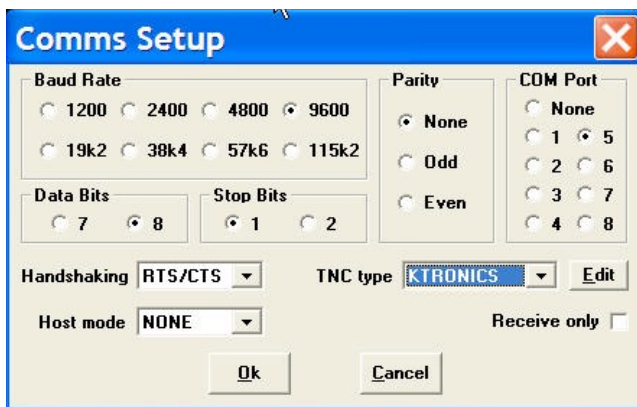 Comms Setup
Baud Rate
1200 2400 4800 9600
19k2 38k4 57k6 115k2
Parity
None
Odd
Even
COM Port
None
1 5
2 6
3 7
4 8
Data Bits
7 8
Stop Bits
1 2
Handshaking RTS/CTS
TNC type KTRONICS Edit
Host mode NONE
Receive only
Ok Cancel